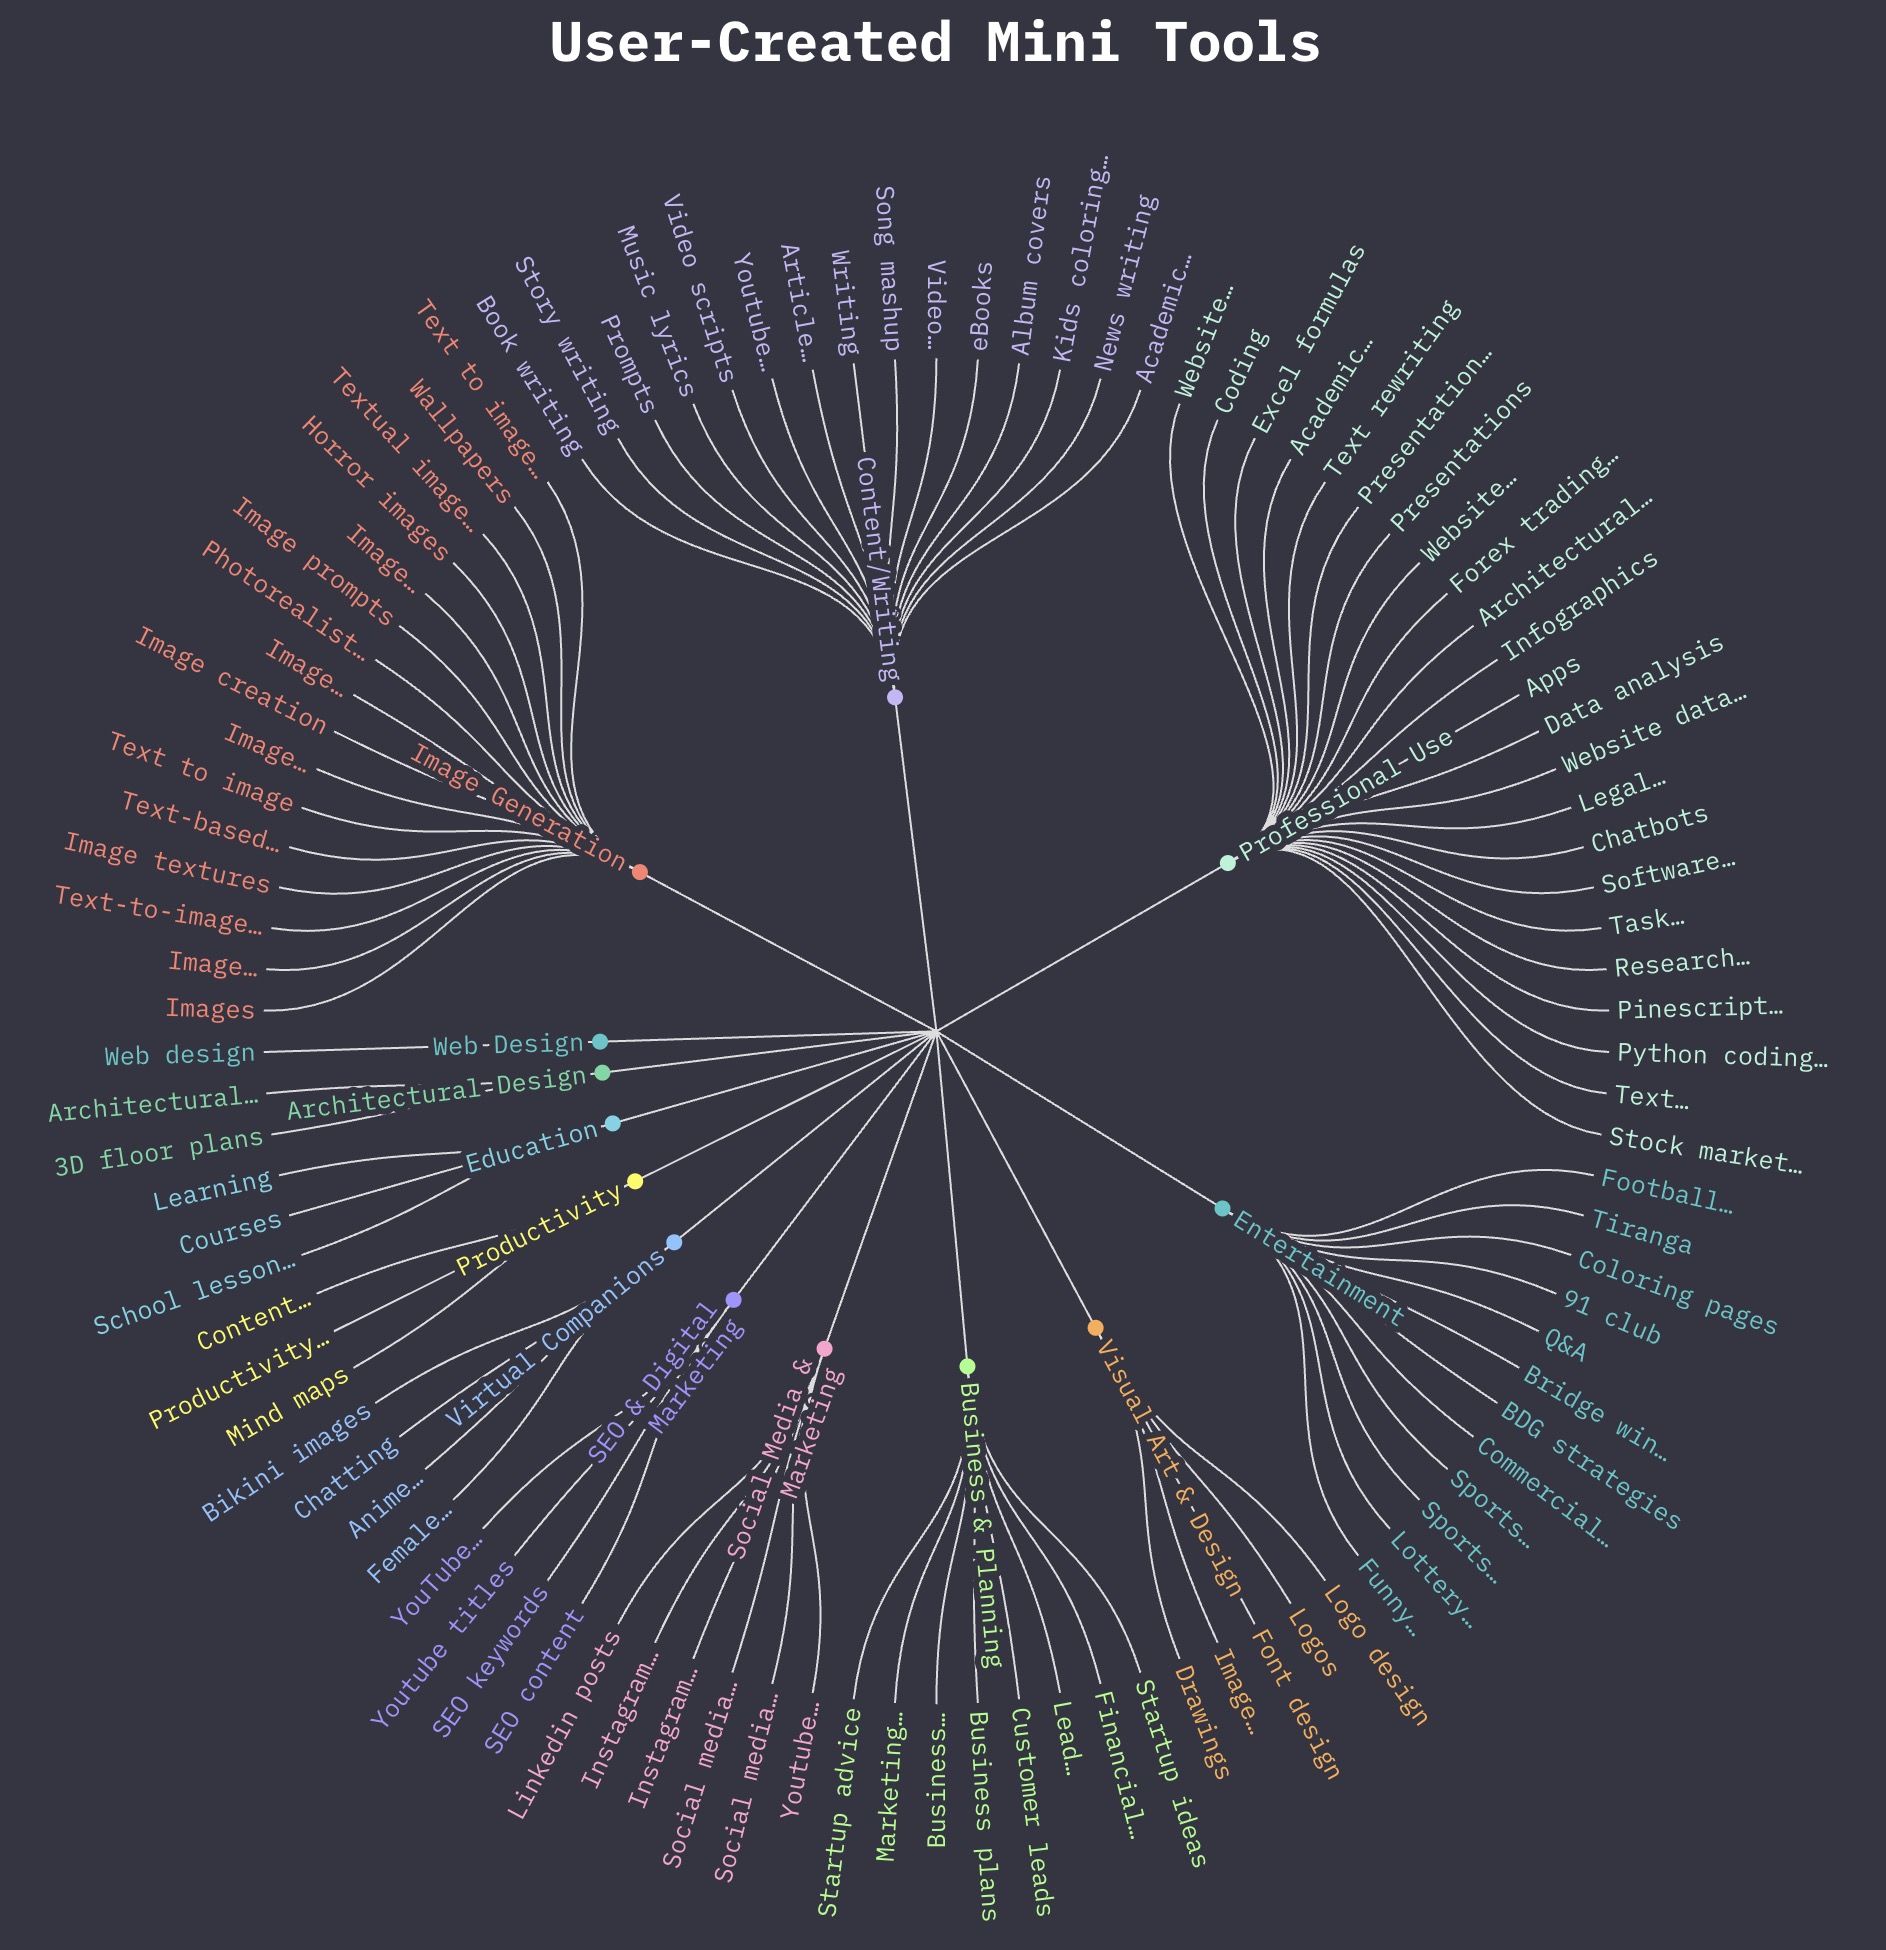 User-Created Mini Tools
Content/Writing
Book writing
Story writing
Prompts
Music lyrics
Video scripts
Youtube…
Article…
Writing
Song mashup
Video…
eBooks
Album covers
Kids coloring…
News writing
Academic…
Professional Use
Website…
Coding
Excel formulas
Academic…
Text rewriting
Presentation…
Presentations
Website…
Forex trading…
Architectural…
Infographics
Apps
Data analysis
Website data…
Legal…
Chatbots
Software…
Task…
Research…
Pinescript…
Python coding…
Text…
Stock market…
Entertainment
Football…
Tiranga
Coloring pages
91 club
Q&A
Bridge win…
BDG strategies
Commercial…
Sports…
Sports…
Lottery…
Funny…
Visual Art & Design
Logo design
Logos
Font design
Image…
Drawings
Business & Planning
Startup ideas
Financial…
Lead…
Customer leads
Business plans
Business…
Marketing…
Startup advice
Social Media &
Marketing
Youtube…
Social media…
Social media…
Instagram…
Instagram…
Linkedin posts
SEO & Digital
Marketing
SEO content
SEO keywords
Youtube titles
YouTube…
Virtual Companions
Female…
Anime…
Chatting
Bikini images
Productivity
Mind maps
Productivity…
Content…
Education
School lesson…
Courses
Learning
Architectural Design
3D floor plans
Architectural…
Web Design
Web design
Image Generation
Images
Image…
Text-to-image…
Image textures
Text-based…
Text to image
Image…
Image creation
Image…
Photorealist…
Image prompts
Image…
Horror images
Textual image…
Wallpapers
Text to image…